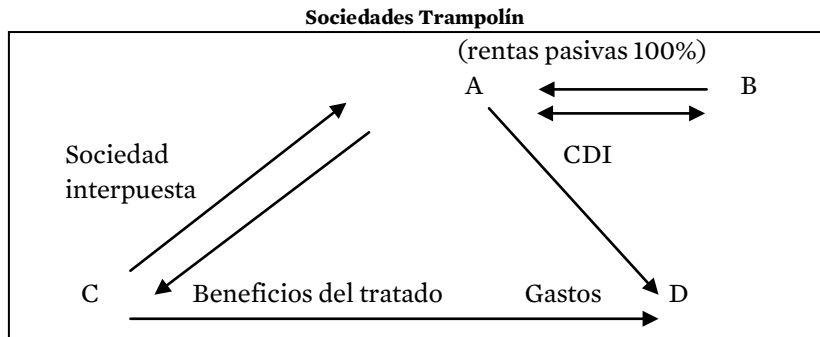 Sociedades Trampolín
(rentas pasivas 100%)
A B
Sociedad
interpuesta
CDI
C Beneficios del tratado Gastos D